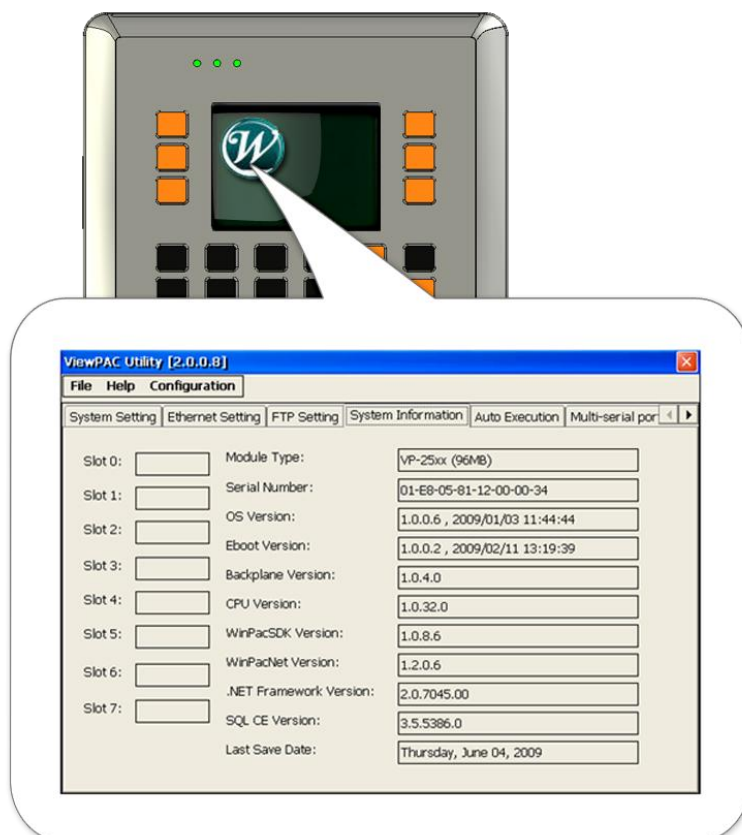 W
ViewPAC Utility [2.0.0.8]
File Help Configuration
System Setting Ethernet Setting FTP Setting System Information Auto Execution Multi-serial por
Slot 0:
Slot 1:
Slot 2:
Slot 3:
Slot 4:
Slot 5:
Slot 6:
Slot 7:
Module Type: VP-25xx (96MB)
Serial Number: 01-E8-05-81-12-00-00-34
OS Version: 1.0.0.6 , 2009/01/03 11:44:44
Eboot Version: 1.0.0.2 , 2009/02/11 13:19:39
Backplane Version: 1.0.4.0
CPU Version: 1.0.32.0
WinPacSDK Version: 1.0.8.6
WinPacNet Version: 1.2.0.6
.NET Framework Version: 2.0.7045.00
SQL CE Version: 3.5.5386.0
Last Save Date: Thursday, June 04, 2009